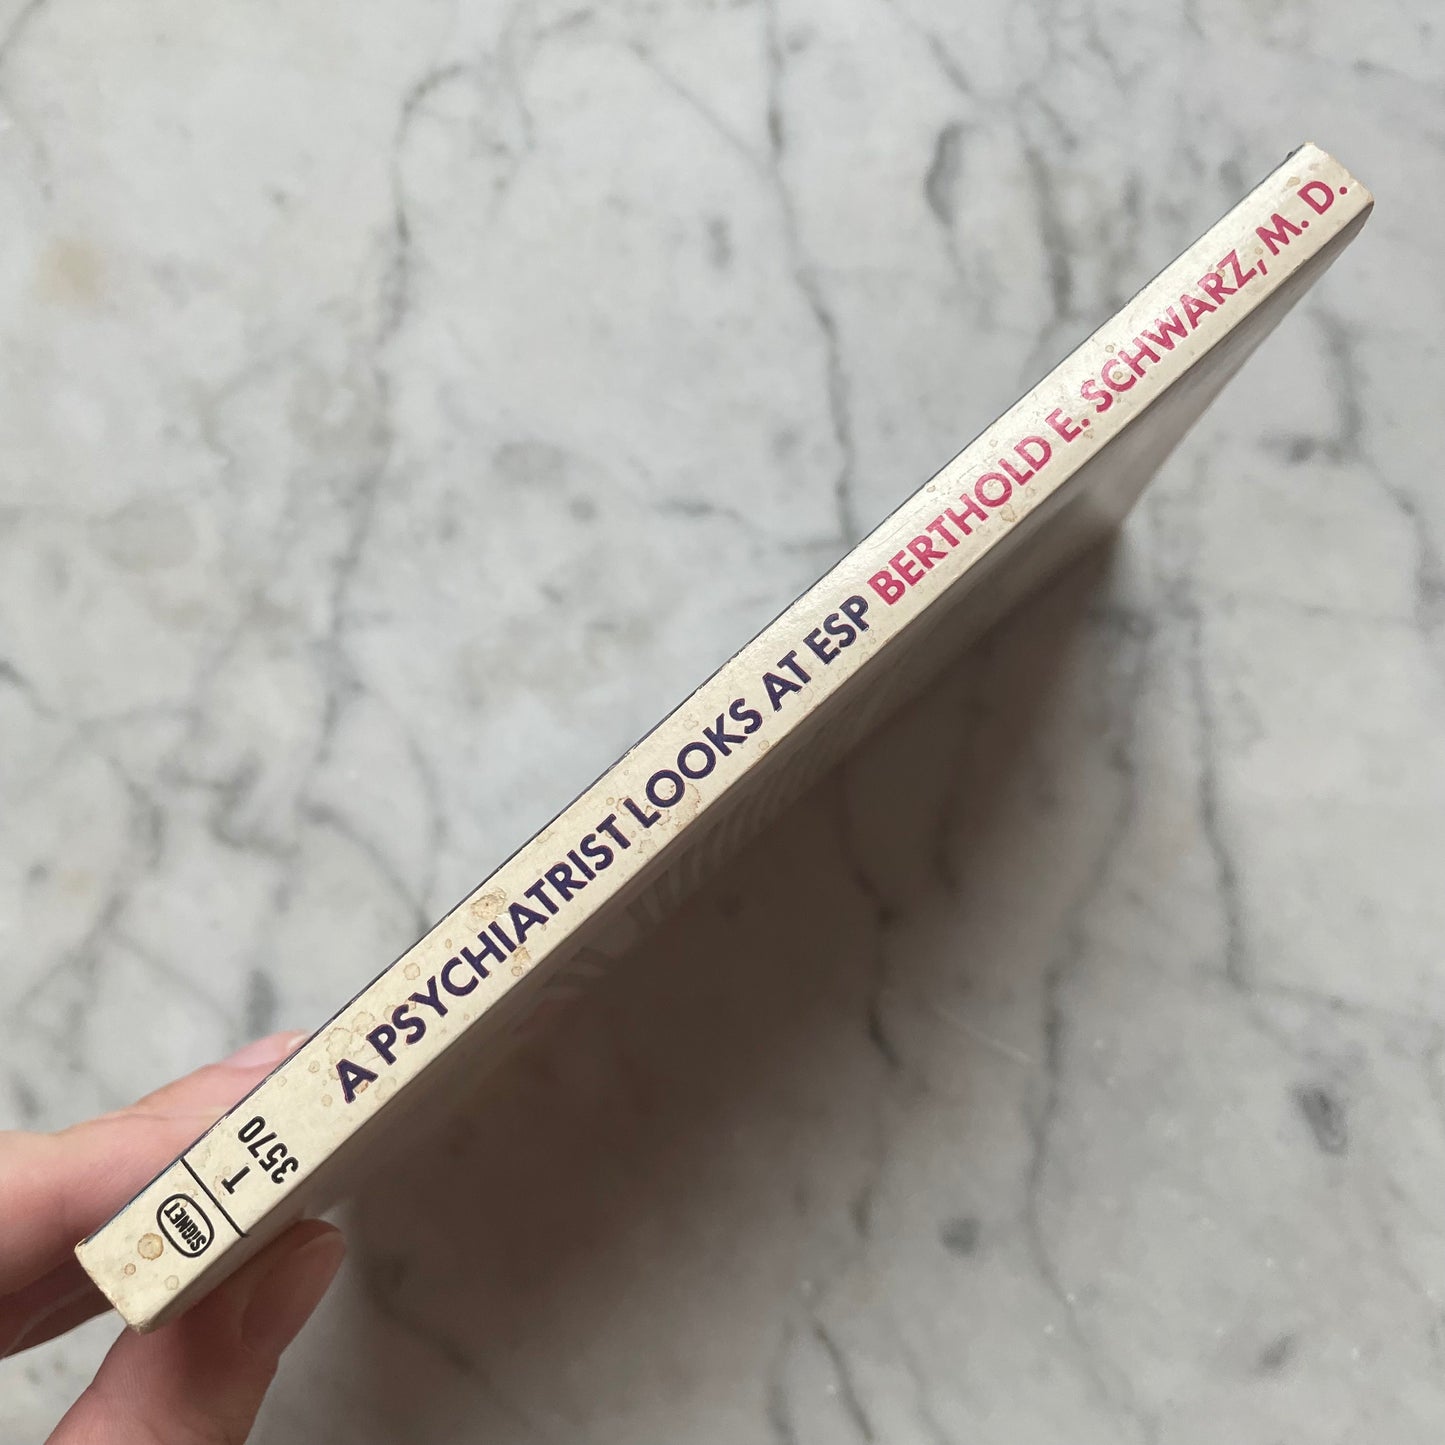 A PSYCHIATRIST LOOKS AT ESP BERTHOLD E. SCHWARZ, M. D.
T
3570
SIGNET